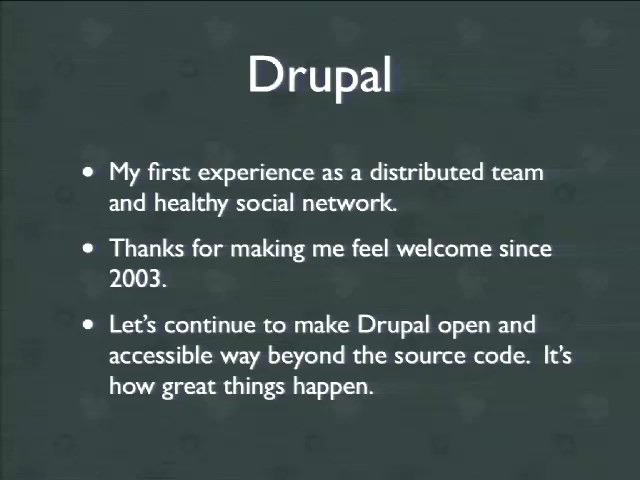 Drupal
• My first experience as a distributed team
and healthy social network.
• Thanks for making me feel welcome since
2003.
• Let’s continue to make Drupal open and
accessible way beyond the source code.  It’s
how great things happen.